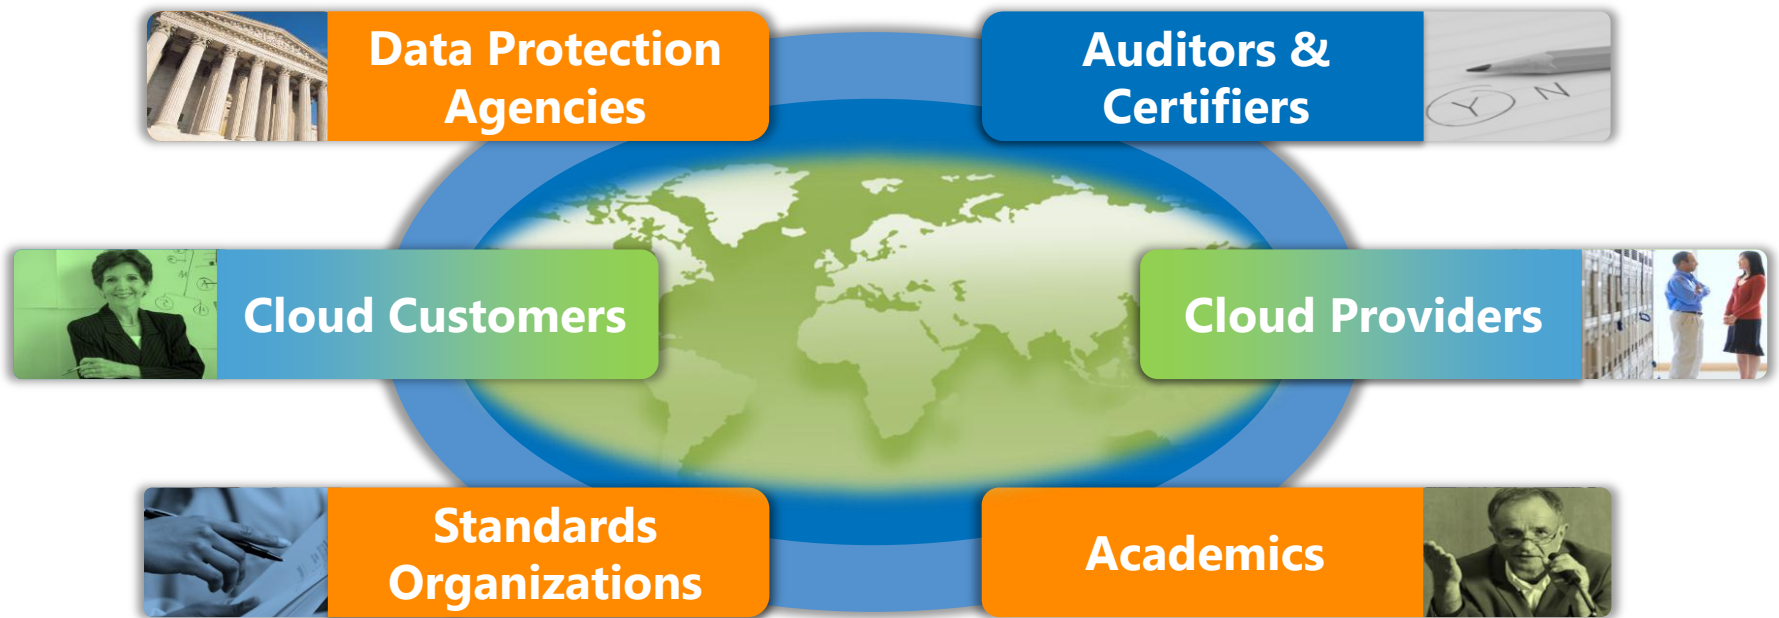 Data Protection
Agencies
Auditors &
Certifiers
Y N
Cloud Customers
Cloud Providers
Standards
Organizations
Academics